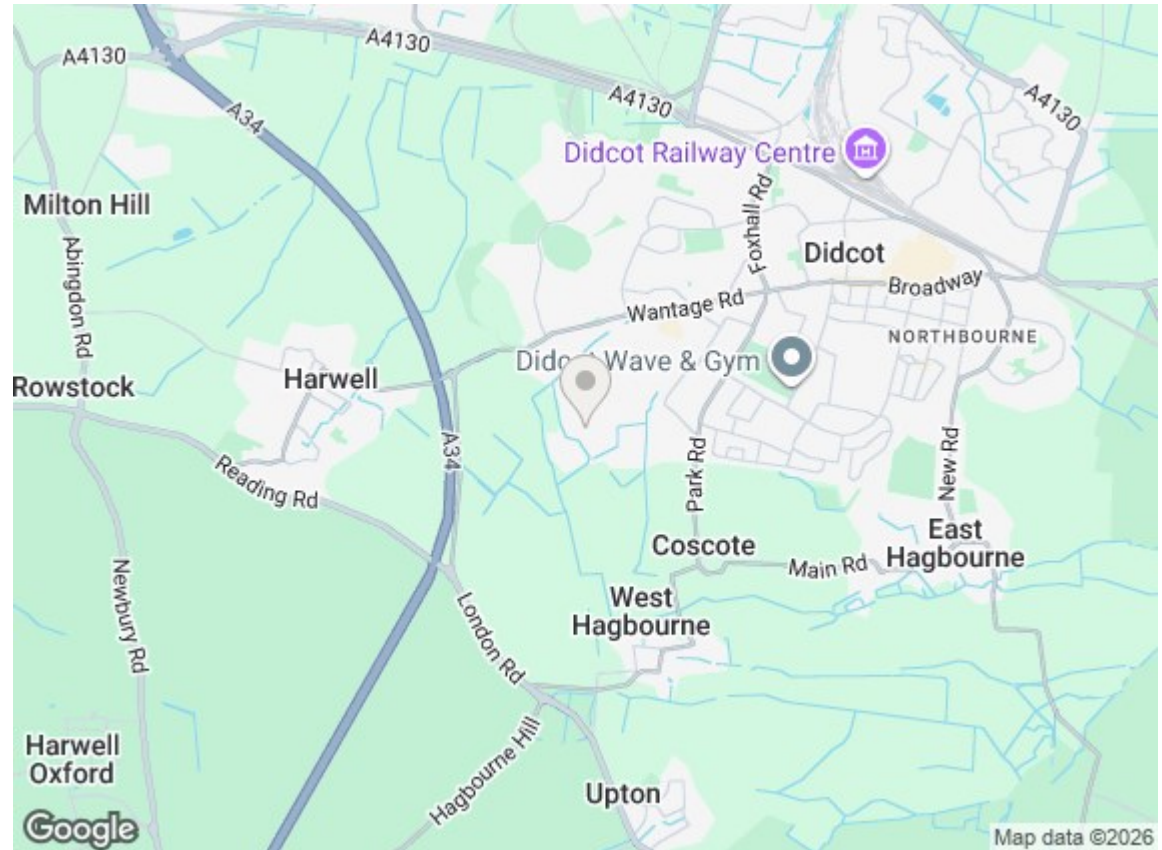 A4130
A4130
A4130
A4130
A34
Didcot Railway Centre
Milton Hill
Foxhall Rd
Abingdon Rd
Didcot
Broadway
Wantage Rd
NORTHBOURNE
Didcot Wave & Gym
Harwell
Rowstock
A34
Park Rd
New Rd
Reading Rd
East
Hagbourne
Coscote
Main Rd
Newbury Rd
West
Hagbourne
London Rd
Harwell
Oxford
Hagbourne Hill
Upton
Google
Map data ©2026